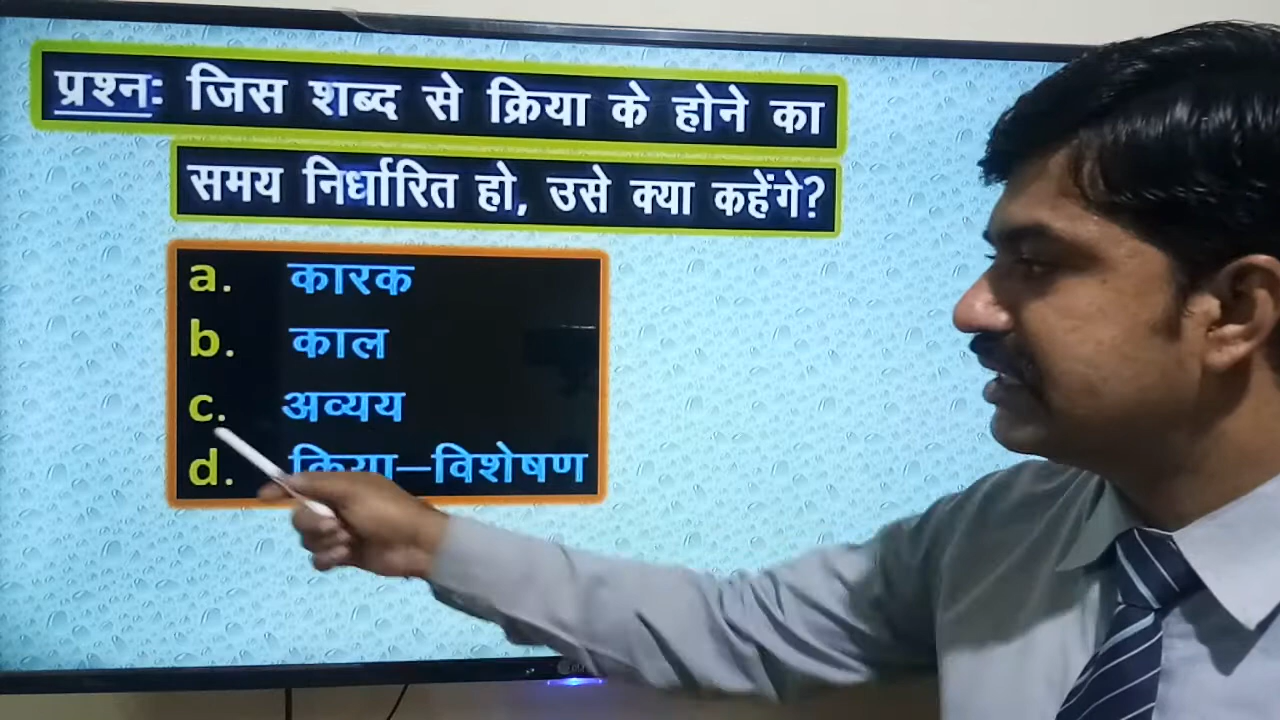 प्रश्नः जिस शब्द से क्रिया के होने का
समय निर्धारित हो, उसे क्या कहेंगे?
a. कारक
b. काल
c. अव्यय
d. क्रिया–विशेषण